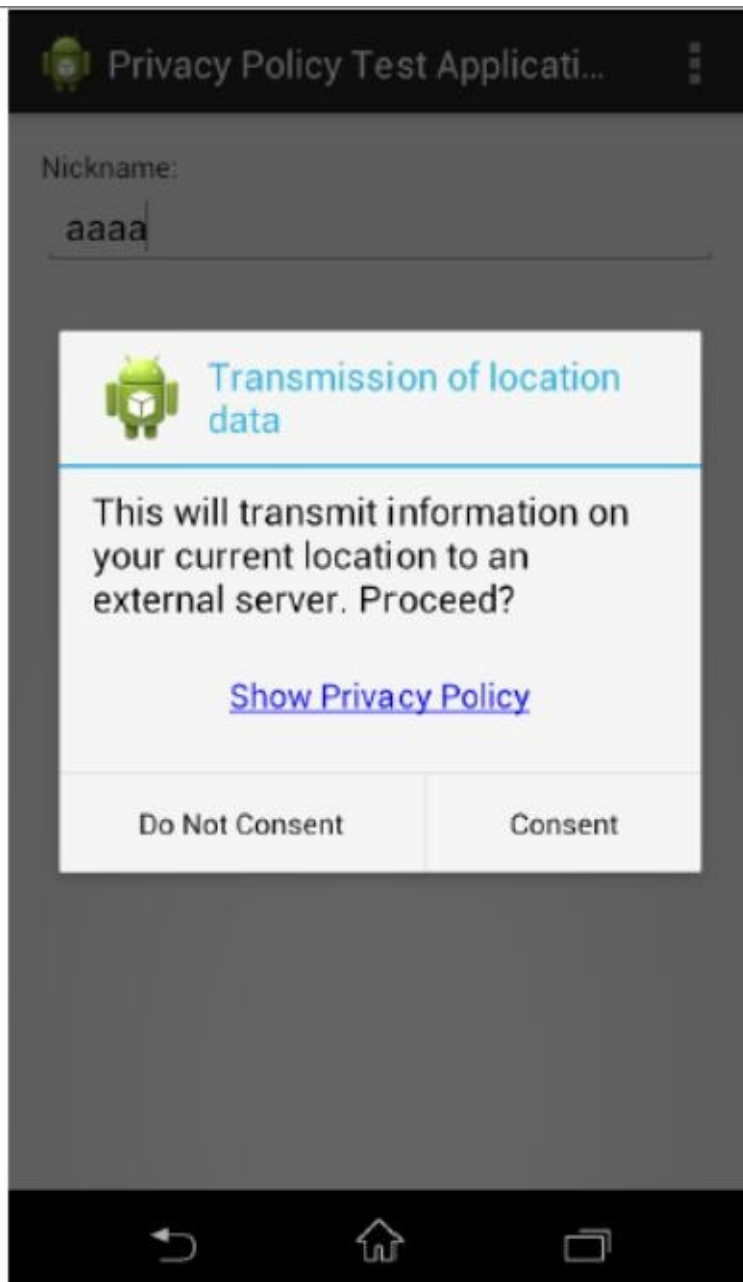 Privacy Policy Test Applicati...
Nickname:
aaaa
Transmission of location
data
This will transmit information on
your current location to an
external server. Proceed?
Show Privacy Policy
Do Not Consent
Consent